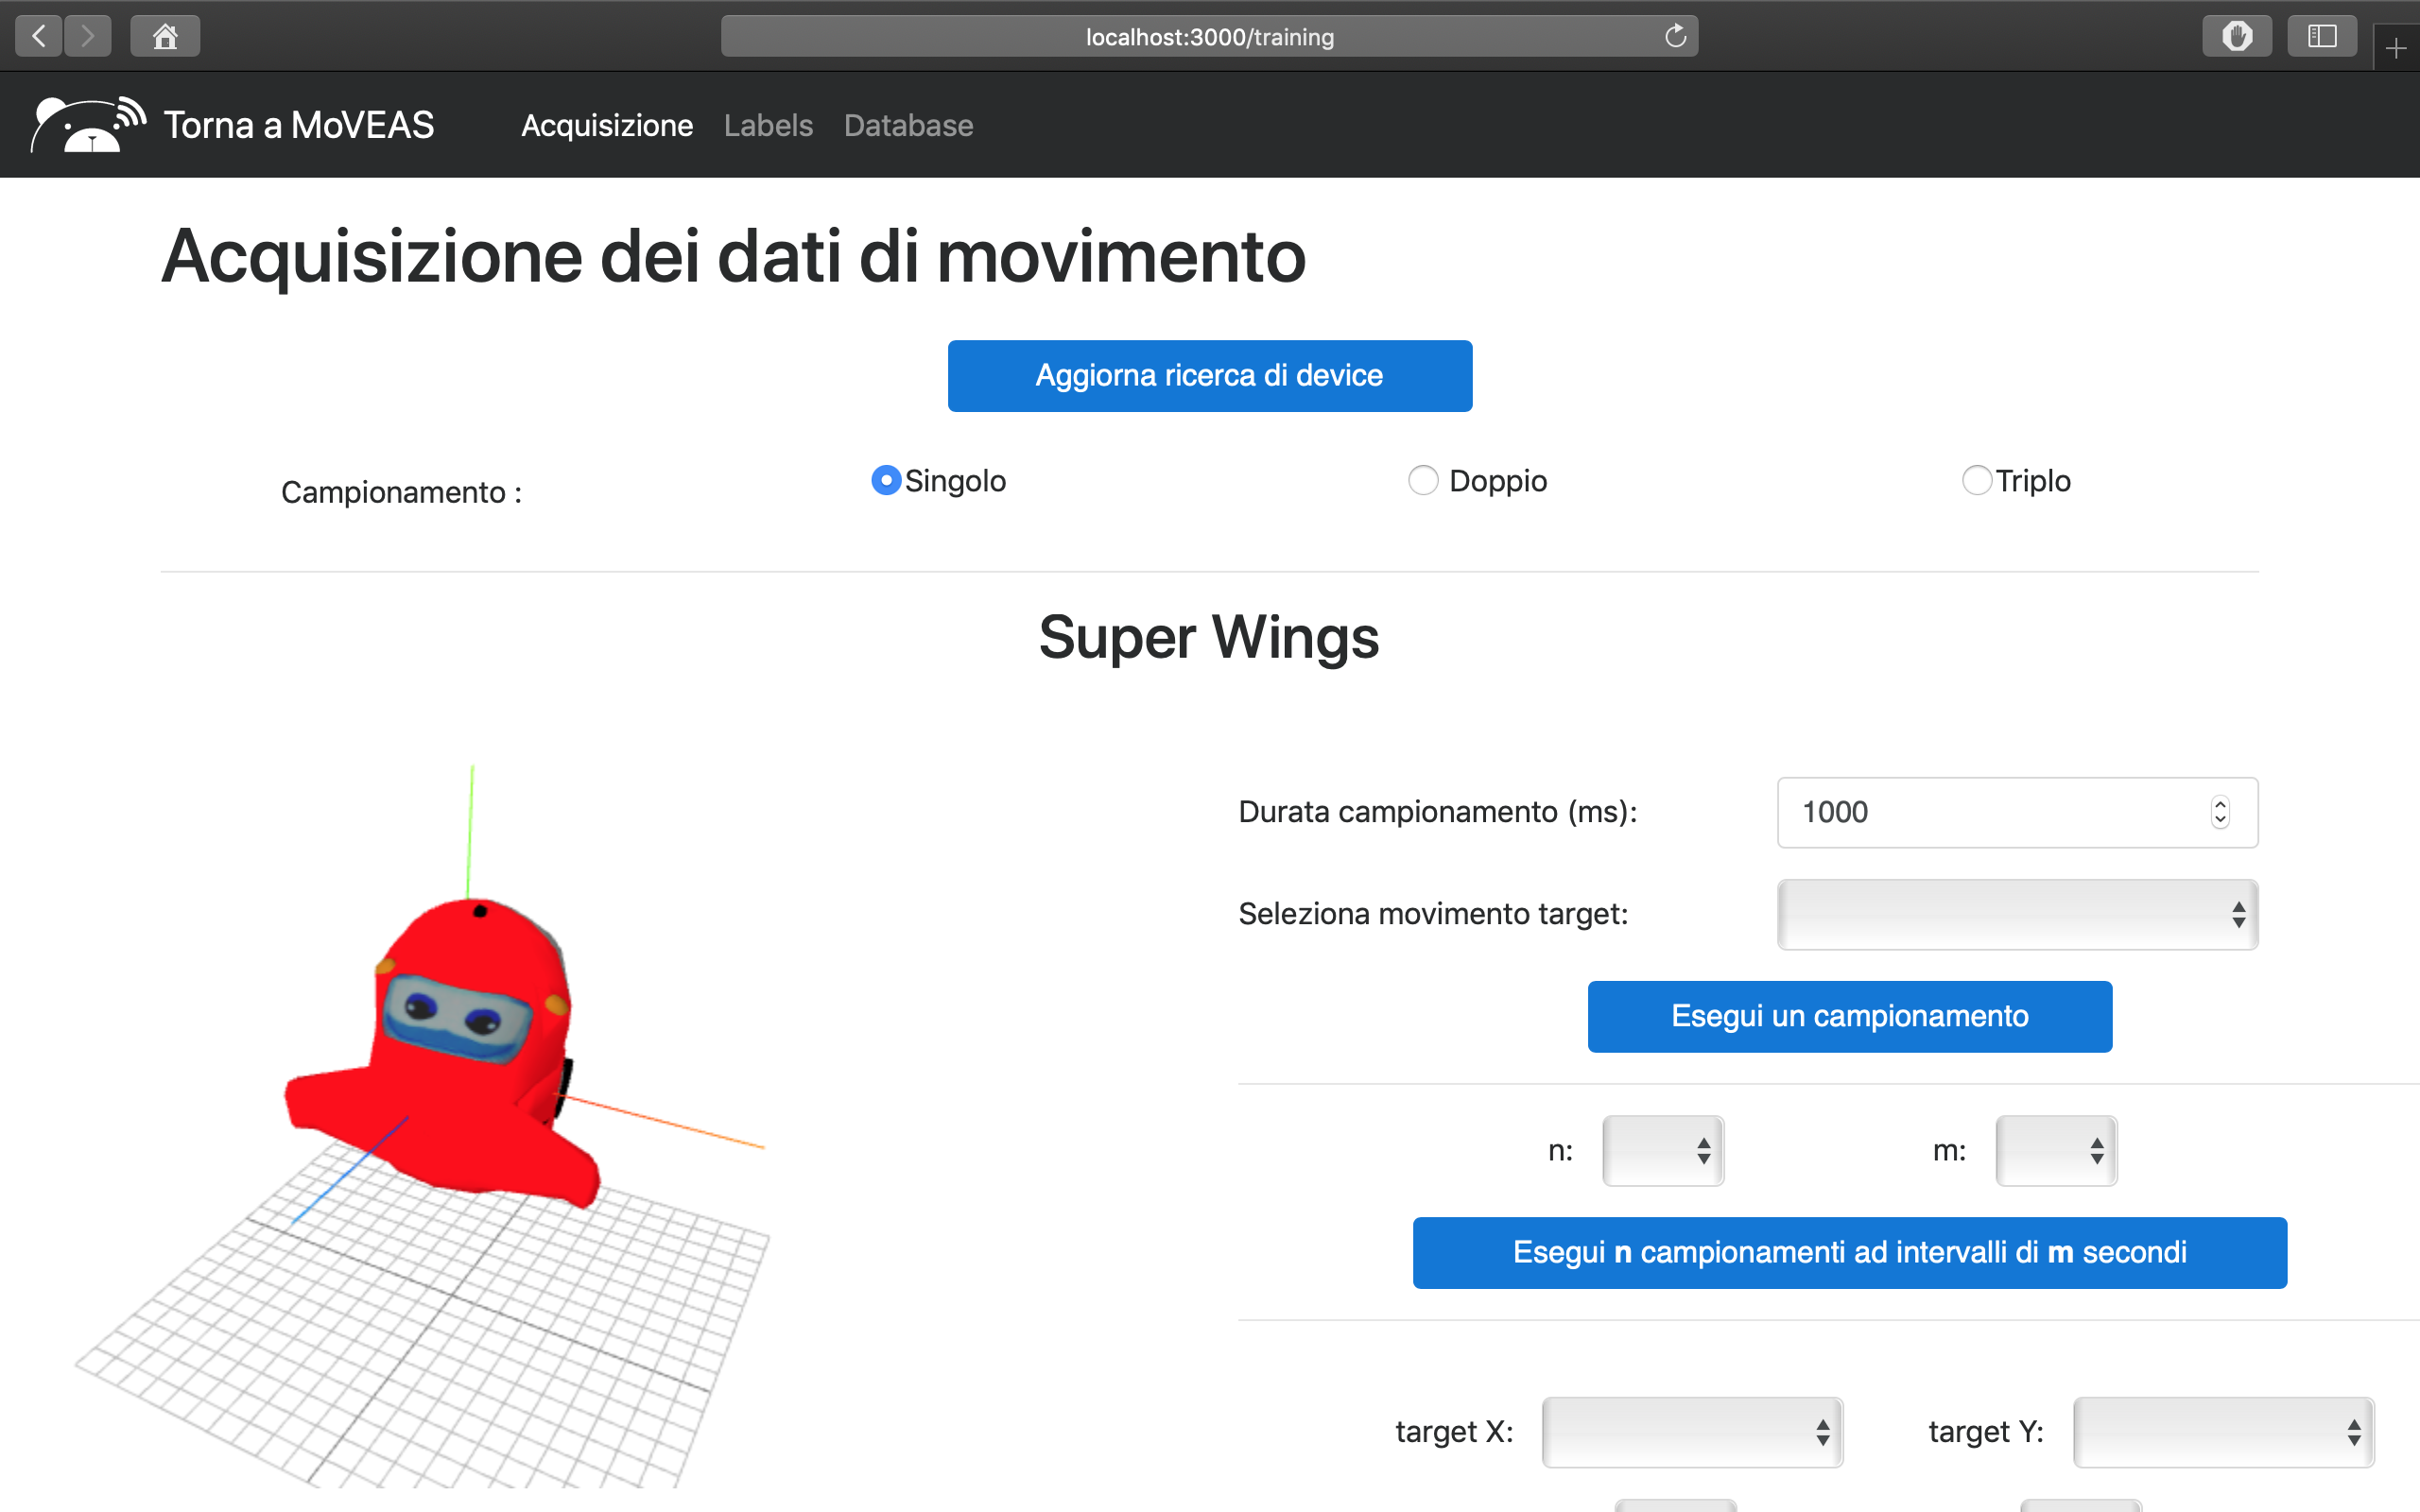 localhost:3000/training
Torna a MoVEAS Acquisizione Labels Database
Acquisizione dei dati di movimento
Aggiorna ricerca di device
Campionamento : Singolo Doppio Triplo
Super Wings
Durata campionamento (ms): 1000
Seleziona movimento target:
Esegui un campionamento
n: m:
Esegui n campionamenti ad intervalli di m secondi
target X: target Y: